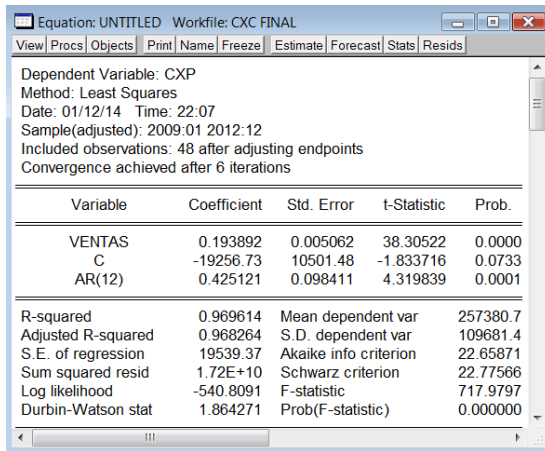 Equation: UNTITLED Workfile: CXC FINAL
View Procs Objects Print Name Freeze Estimate Forecast Stats Resids
Dependent Variable: CXP
Method: Least Squares
Date: 01/12/14 Time: 22:07
Sample(adjusted): 2009:01 2012:12
Included observations: 48 after adjusting endpoints
Convergence achieved after 6 iterations
Variable Coefficient Std. Error t-Statistic Prob.
VENTAS 0.193892 0.005062 38.30522 0.0000
C -19256.73 10501.48 -1.833716 0.0733
AR(12) 0.425121 0.098411 4.319839 0.0001
R-squared 0.969614 Mean dependent var 257380.7
Adjusted R-squared 0.968264 S.D. dependent var 109681.4
S.E. of regression 19539.37 Akaike info criterion 22.65871
Sum squared resid 1.72E+10 Schwarz criterion 22.77566
Log likelihood -540.8091 F-statistic 717.9797
Durbin-Watson stat 1.864271 Prob(F-statistic) 0.000000